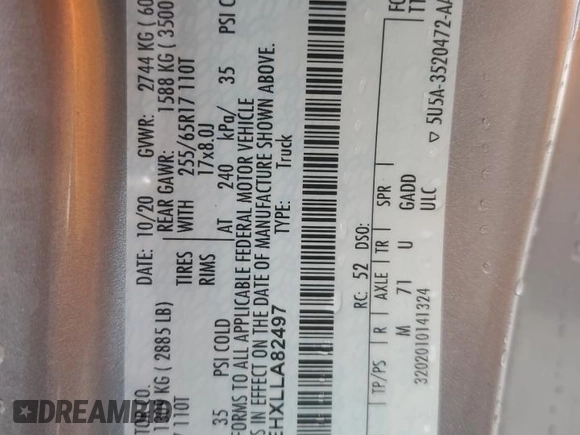 TOR CO.
DATE: 10/20 GVWR: 2744 KG ( 60
KG ( 2885 LB) REAR GAWR: 1588 KG ( 3500
110T TIRES WITH 255/65R17 110T
RIMS 17x8.0J
35 PSI COLD AT 240 kPa/ 35 PSI C
FORMS TO ALL APPLICABLE FEDERAL MOTOR VEHICLE
S IN EFFECT ON THE DATE OF MANUFACTURE SHOWN ABOVE.
EHXLLA82497 TYPE: Truck
RC: 52 DSO:
TP/PS R AXLE TR SPR
M 71 U GADD
ULC
3202010141324 ▽ 5U5A-3520472-AA
DREAMBID